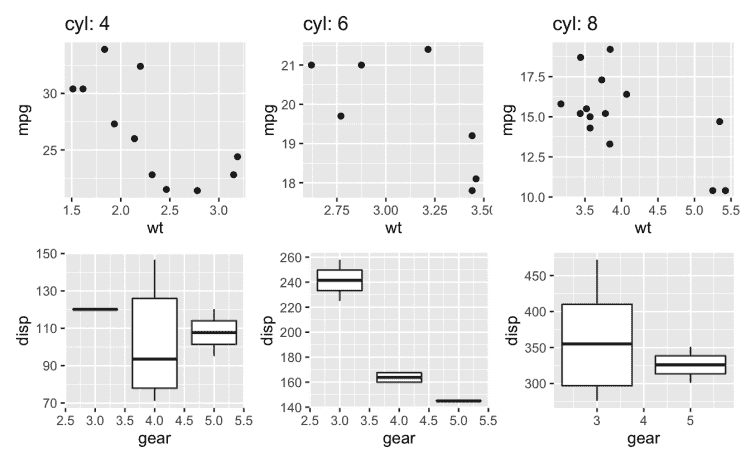 cyl: 4
cyl: 6
cyl: 8
mpg
30
25
1.5 2.0 2.5 3.0
wt
mpg
21
20
19
18
2.75 3.00 3.25 3.50
wt
mpg
17.5
15.0
12.5
10.0
3.5 4.0 4.5 5.0 5.5
wt
disp
150
130
110
90
70
2.5 3.0 3.5 4.0 4.5 5.0 5.5
gear
disp
260
240
220
200
180
160
140
2.5 3.0 3.5 4.0 4.5 5.0 5.5
gear
disp
450
400
350
300
3 4 5
gear